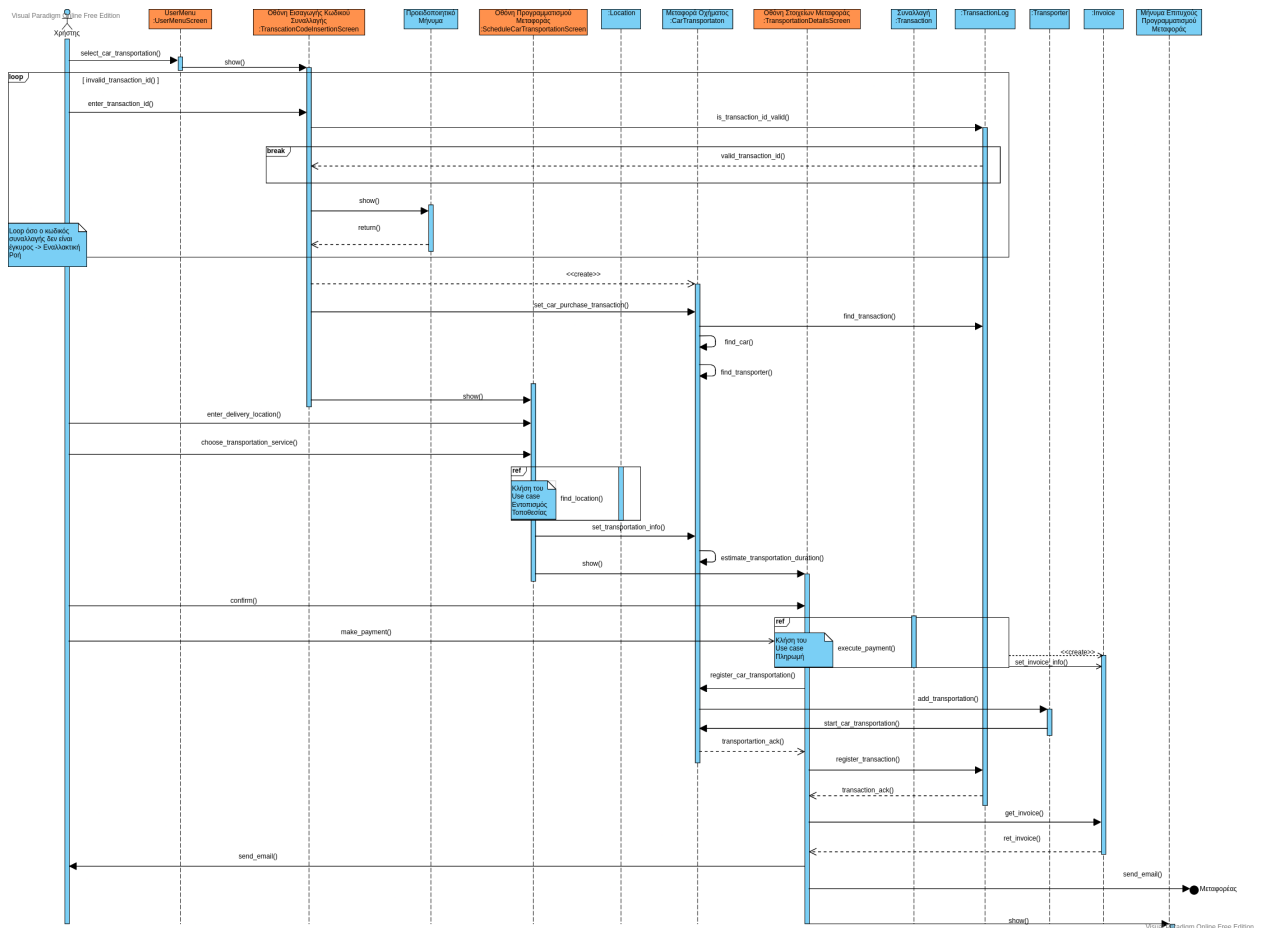 Visual Paradigm Online Free Edition
Χρήστης
UserMenu
:UserMenuScreen
Οθόνη Εισαγωγής Κωδικού
Συναλλαγής
:TranscationCodeInsertionScreen
Προειδοποιητικό
Μήνυμα
Οθόνη Προγραμματισμού
Μεταφοράς
:ScheduleCarTransportationScreen
:Location
Μεταφορά Οχήματος
:CarTransportaton
Οθόνη Στοιχείων Μεταφοράς
:TransportationDetailsScreen
Συναλλαγή
:Transaction
:TransactionLog
:Transporter
:Invoice
Μήνυμα Επιτυχούς
Προγραμματισμού
Μεταφοράς
select_car_transportation()
show()
loop
[ invalid_transaction_id() ]
enter_transaction_id()
is_transaction_id_valid()
break
valid_transaction_id()
show()
return()
Loop όσο ο κωδικός
συναλλαγής δεν είναι
έγκυρος -> Εναλλακτική
Ροή
<<create>>
set_car_purchase_transaction()
find_transaction()
find_car()
find_transporter()
show()
enter_delivery_location()
choose_transportation_service()
ref
Κλήση του
Use case
Εντοπισμός
Τοποθεσίας
find_location()
set_transportation_info()
estimate_transportation_duration()
show()
confirm()
ref
make_payment()
Κλήση του
Use case
Πληρωμή
execute_payment()
<<create>>
set_invoice_info()
register_car_transportation()
add_transportation()
start_car_transportation()
transportartion_ack()
register_transaction()
transaction_ack()
get_invoice()
ret_invoice()
send_email()
send_email()
Μεταφορέας
show()
Visual Paradigm Online Free Edition